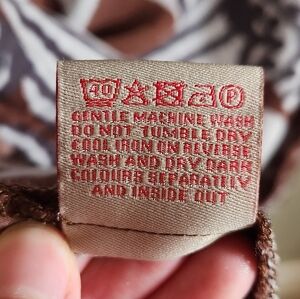 40 P
GENTLE MACHINE WASH
DO NOT TUMBLE DRY
COOL IRON ON REVERSE
WASH AND DRY DARK
COLOURS SEPARATELY
AND INSIDE OUT